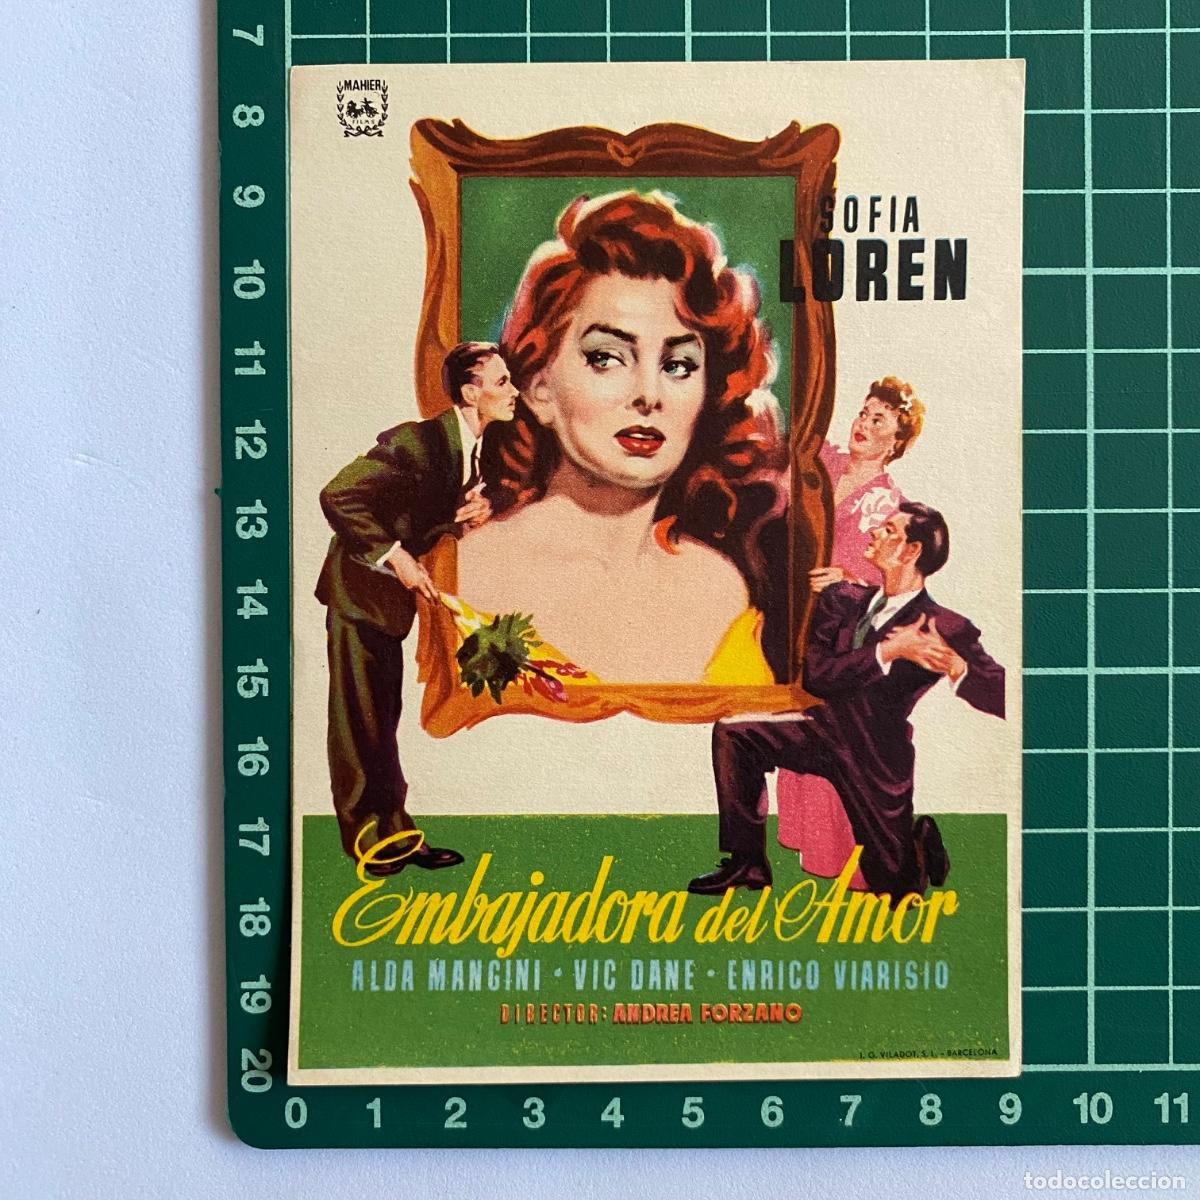 MAHIER
FILMS
SOFIA
LOREN
Embajadora del Amor
ALDA MANGINI · VIC DANE · ENRICO VIARISIO
DIRECTOR: ANDREA FORZANO
I. G. VILADOT, S. L. - BARCELONA
7
8
9
10
11
12
13
14
15
16
17
18
19
20
0 1 2 3 4 5 6 7 8 9 10 11
todocoleccion